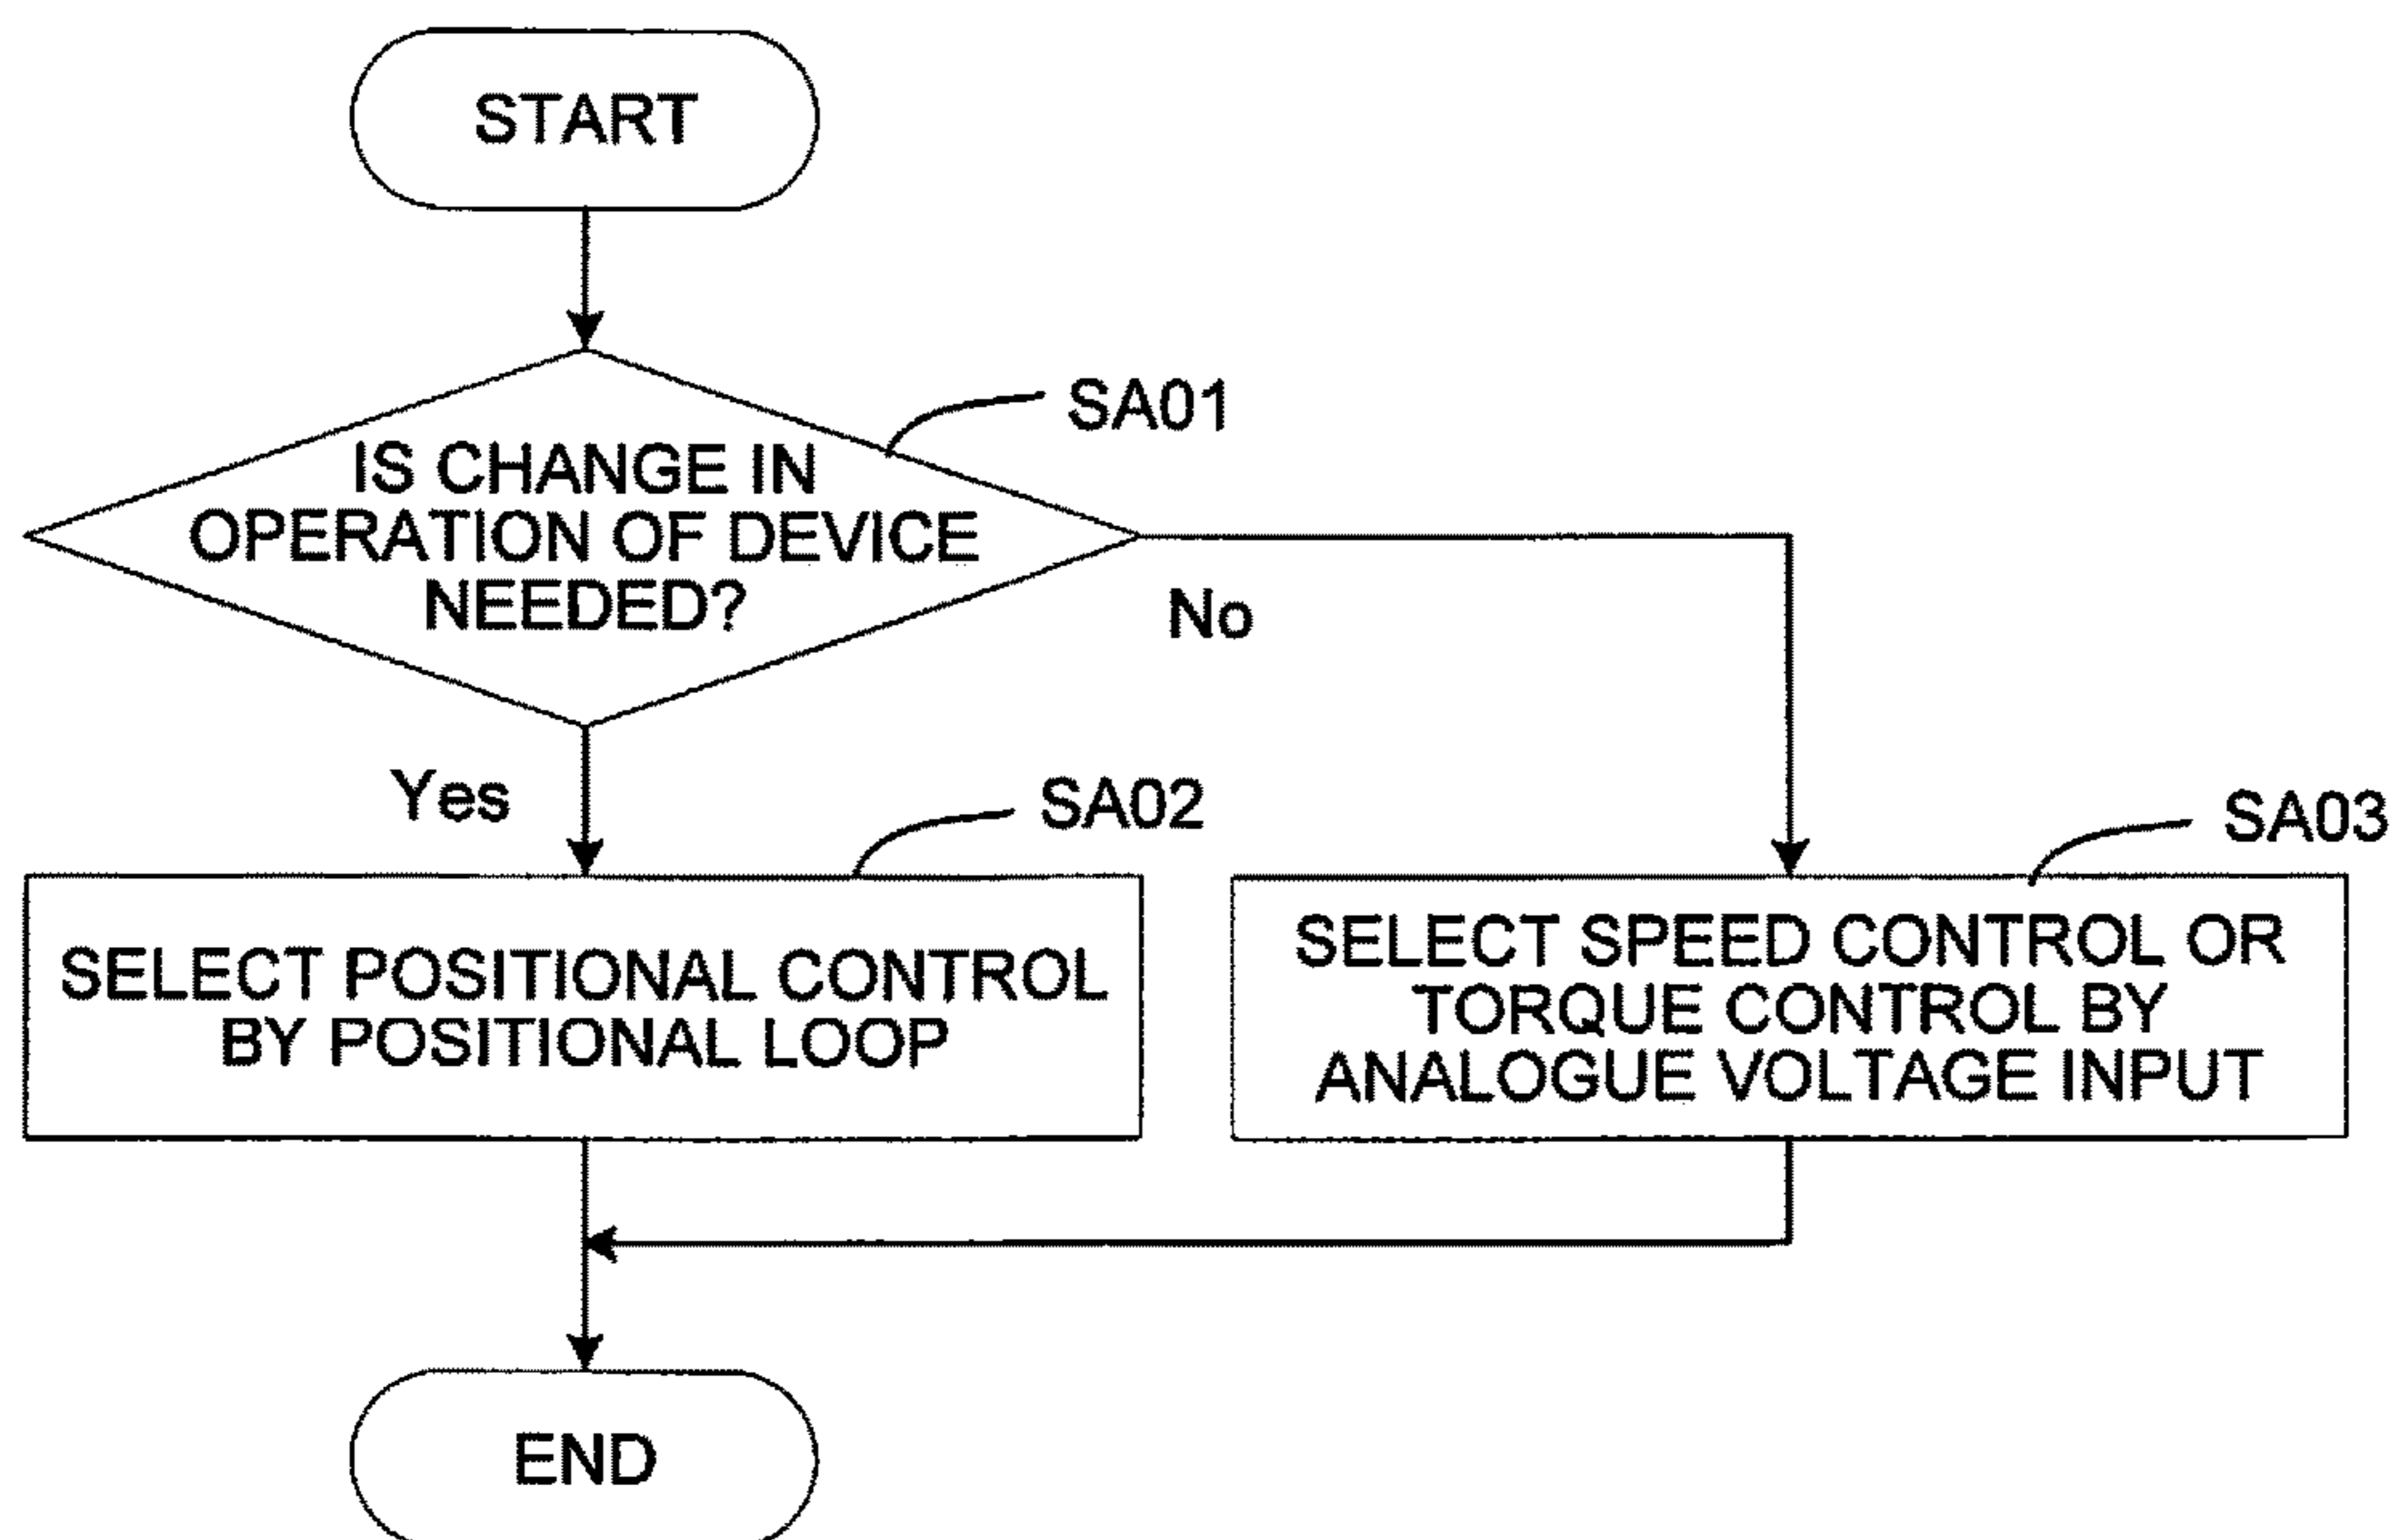 START
SA01
IS CHANGE IN
OPERATION OF DEVICE
NEEDED?
No
Yes
SA02
SA03
SELECT POSITIONAL CONTROL
BY POSITIONAL LOOP
SELECT SPEED CONTROL OR
TORQUE CONTROL BY
ANALOGUE VOLTAGE INPUT
END